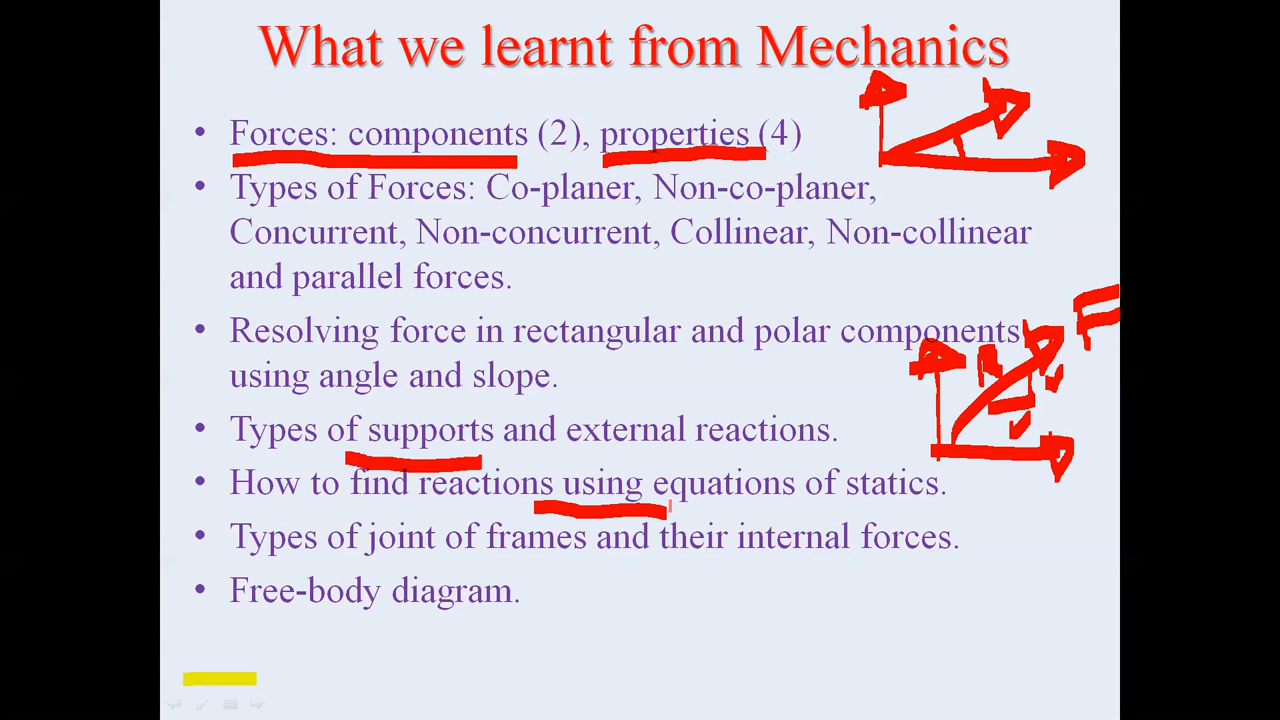 What we learnt from Mechanics
• Forces: components (2), properties (4)
• Types of Forces: Co-planer, Non-co-planer,
Concurrent, Non-concurrent, Collinear, Non-collinear
and parallel forces.
• Resolving force in rectangular and polar components
using angle and slope.
• Types of supports and external reactions.
• How to find reactions using equations of statics.
• Types of joint of frames and their internal forces.
• Free-body diagram.
F